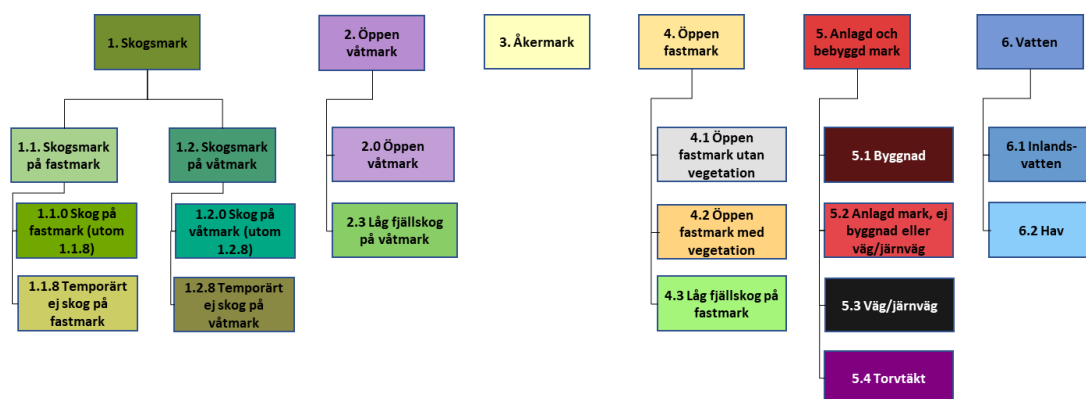 1. Skogsmark
1.1. Skogsmark
på fastmark
1.1.0 Skog på
fastmark (utom
1.1.8)
1.1.8 Temporärt
ej skog på
fastmark
1.2. Skogsmark
på våtmark
1.2.0 Skog på
våtmark (utom
1.2.8)
1.2.8 Temporärt
ej skog på
våtmark
2. Öppen
våtmark
2.0 Öppen
våtmark
2.3 Låg fjällskog
på våtmark
3. Åkermark
4. Öppen
fastmark
4.1 Öppen
fastmark utan
vegetation
4.2 Öppen
fastmark med
vegetation
4.3 Låg fjällskog på
fastmark
5. Anlagd och
bebyggd mark
5.1 Byggnad
5.2 Anlagd mark, ej
byggnad eller
väg/järnväg
5.3 Väg/järnväg
5.4 Torvtäkt
6. Vatten
6.1 Inlands-
vatten
6.2 Hav